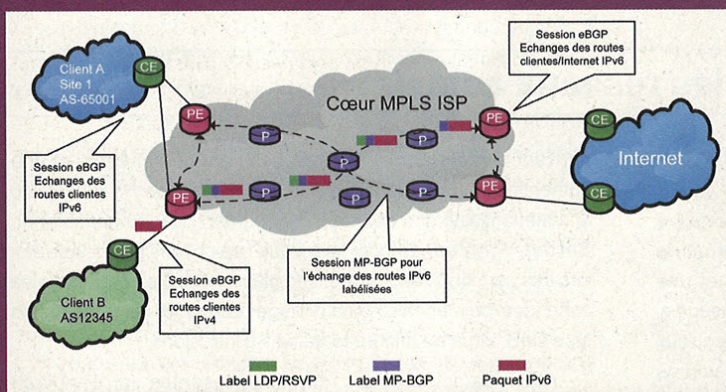 Client A
Site 1
AS-65001
CE
PE
Cœur MPLS ISP
P
P
P
P
P
P
Session eBGP
Echanges des routes
clientes/Internet IPv6
PE
CE
Internet
CE
PE
Session eBGP
Echanges des
routes clientes
IPv6
PE
CE
Client B
AS12345
Session eBGP
Echanges des
routes clientes
IPv4
Session MP-BGP pour
l'échange des routes IPv6
labélisées
Label LDP/RSVP
Label MP-BGP
Paquet IPv6